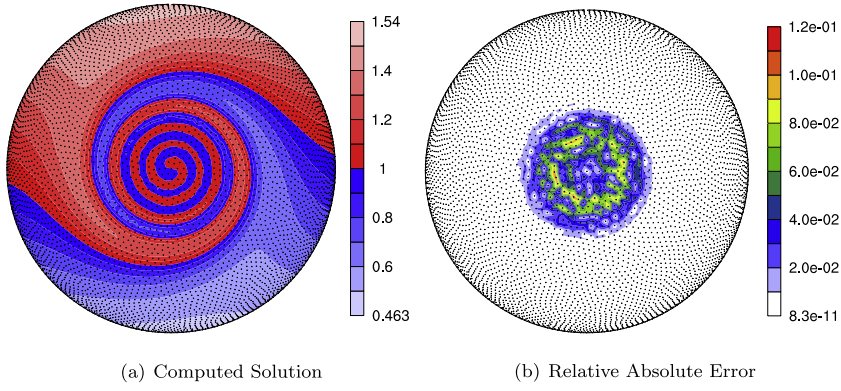 1.54
1.4
1.2
1
0.8
0.6
0.463
1.2e-01
1.0e-01
8.0e-02
6.0e-02
4.0e-02
2.0e-02
8.3e-11
(a) Computed Solution
(b) Relative Absolute Error